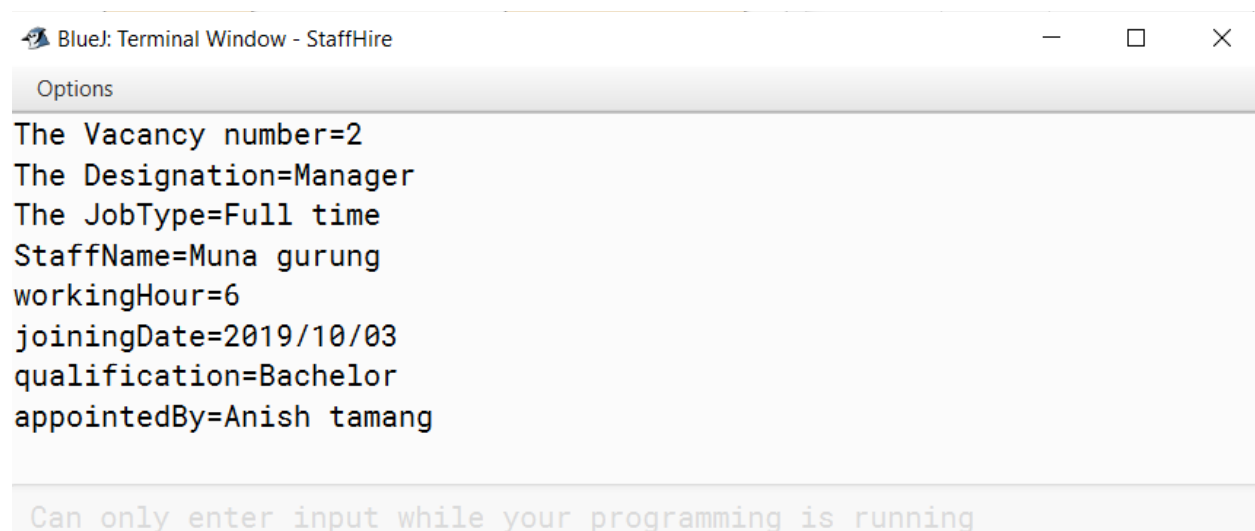 BlueJ: Terminal Window - StaffHire
Options
The Vacancy number=2
The Designation=Manager
The JobType=Full time
StaffName=Muna gurung
workingHour=6
joiningDate=2019/10/03
qualification=Bachelor
appointedBy=Anish tamang
Can only enter input while your programming is running